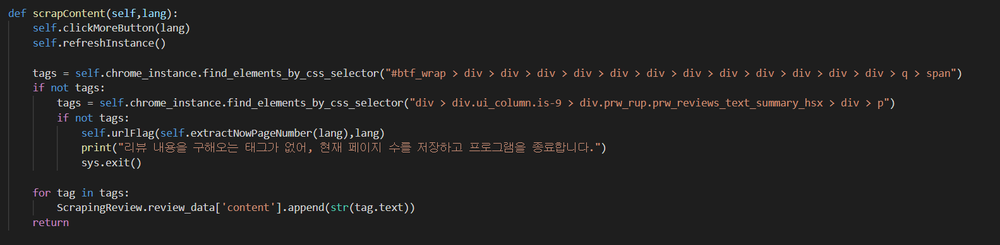 def scrapContent(self,lang):
    self.clickMoreButton(lang)
    self.refreshInstance()
    tags = self.chrome_instance.find_elements_by_css_selector("#btf_wrap > div > div > div > div > div > div > div > div > div > div > div > div > q > span")
    if not tags:
        tags = self.chrome_instance.find_elements_by_css_selector("div > div.ui_column.is-9 > div.prw_rup.prw_reviews_text_summary_hsx > div > p")
        if not tags:
            self.urlFlag(self.extractNowPageNumber(lang),lang)
            print("리뷰 내용을 구해오는 태그가 없어, 현재 페이지 수를 저장하고 프로그램을 종료합니다.")
            sys.exit()
    for tag in tags:
        ScrapingReview.review_data['content'].append(str(tag.text))
    return